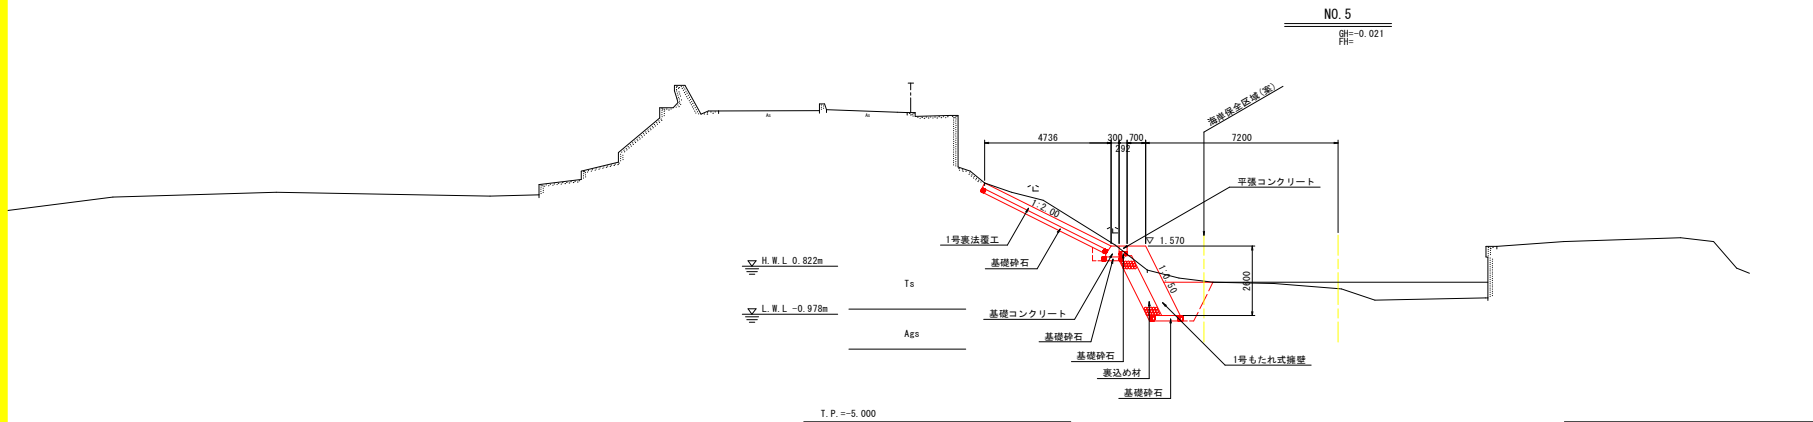 NO.5
GH=-0.021
FH=
海岸保全区域(案)
4736
300
700
7200
292
平張コンクリート
1:2.00
1号裏法覆工
基礎砕石
▽ 1.570
H.W.L 0.822m
Ts
1:0.50
2600
L.W.L -0.978m
基礎コンクリート
Ags
基礎砕石
基礎砕石
1号もたれ式擁壁
裏込め材
基礎砕石
T.P.=-5.000
As
As